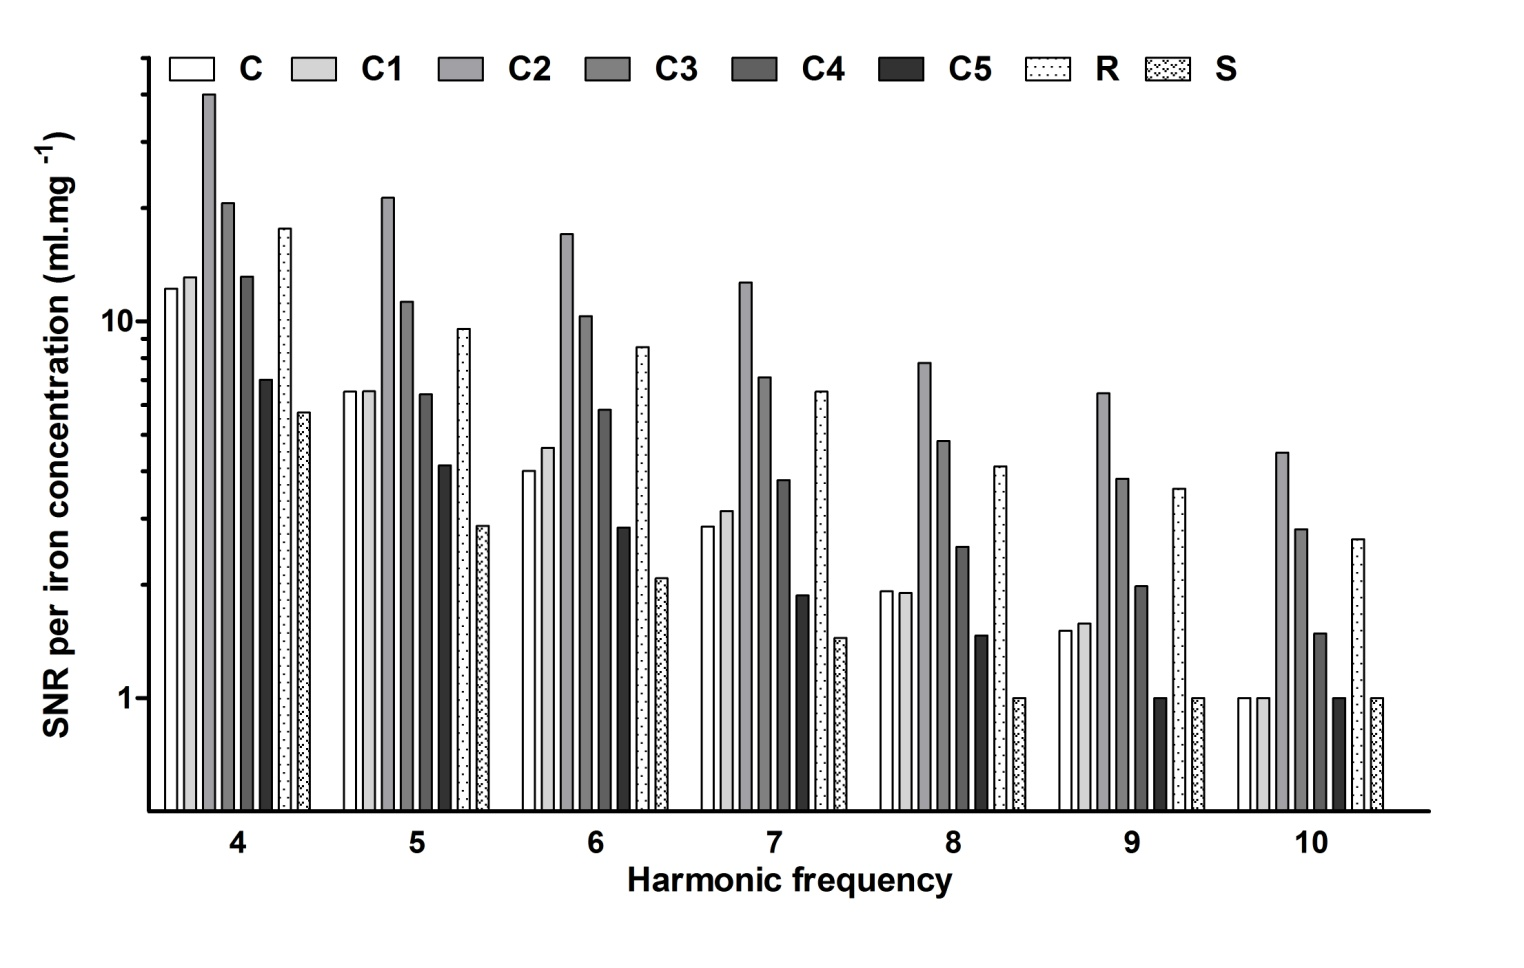 C C1 C2 C3 C4 C5 R S
SNR per iron concentration (ml.mg -1)
10
1
4 5 6 7 8 9 10
Harmonic frequency